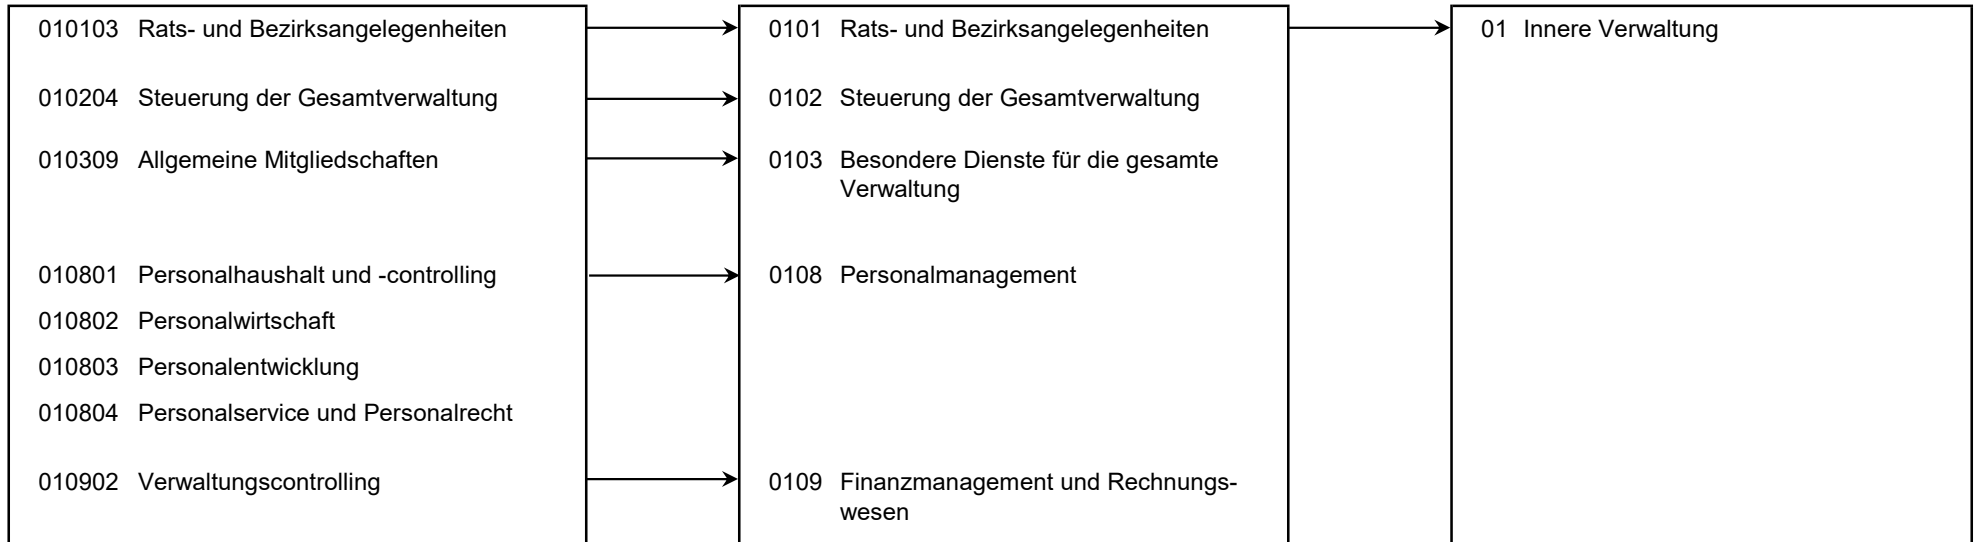 010103 Rats- und Bezirksangelegenheiten
0101 Rats- und Bezirksangelegenheiten
01 Innere Verwaltung
010204 Steuerung der Gesamtverwaltung
0102 Steuerung der Gesamtverwaltung
010309 Allgemeine Mitgliedschaften
0103 Besondere Dienste für die gesamte
Verwaltung
010801 Personalhaushalt und -controlling
0108 Personalmanagement
010802 Personalwirtschaft
010803 Personalentwicklung
010804 Personalservice und Personalrecht
010902 Verwaltungscontrolling
0109 Finanzmanagement und Rechnungs-
wesen